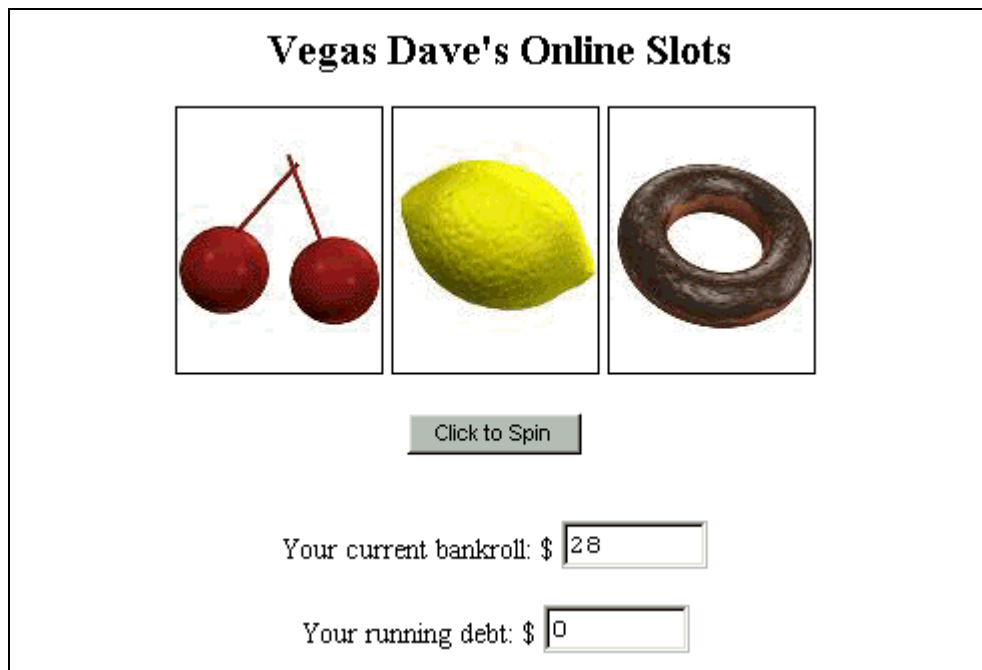 Vegas Dave's Online Slots
Click to Spin
Your current bankroll: $ 28
Your running debt: $ 0